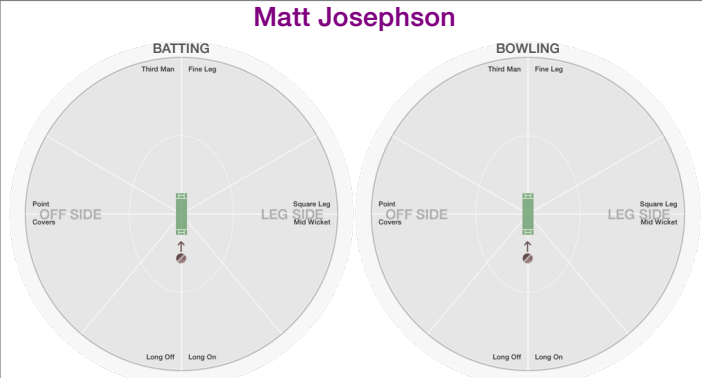 Matt Josephson
BATTING
Third Man Fine Leg
Point
OFF SIDE
Covers
Square Leg
LEG SIDE
Mid Wicket
Long Off Long On
BOWLING
Third Man Fine Leg
Point
OFF SIDE
Covers
Square Leg
LEG SIDE
Mid Wicket
Long Off Long On